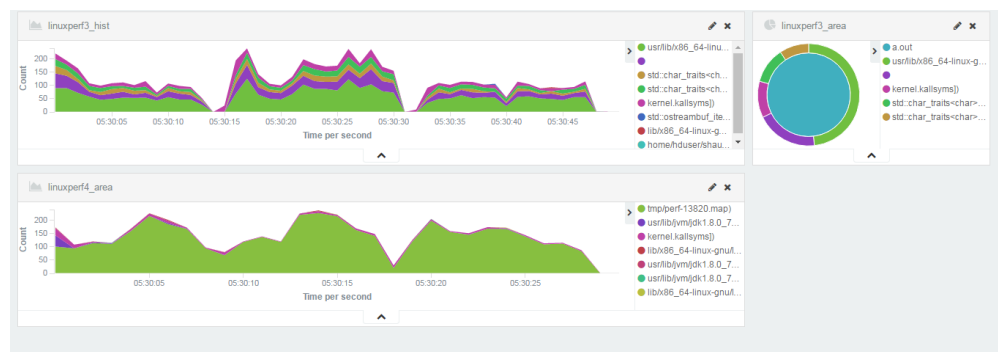 linuxperf3_hist
Count
200
150
100
50
0
05:30:05 05:30:10 05:30:15 05:30:20 05:30:25 05:30:30 05:30:35 05:30:40 05:30:45
Time per second
usr/lib/x86_64-linu...
std::char_traits<ch...
std::char_traits<ch...
kernel.kallsyms])
std::ostreambuf_ite...
lib/x86_64-linux-g...
home/hduser/shau...
linuxperf3_area
a.out
usr/lib/x86_64-linux-g...
kernel.kallsyms])
std::char_traits<char>...
std::char_traits<char>...
linuxperf4_area
Count
200
150
100
50
0
05:30:05 05:30:10 05:30:15 05:30:20 05:30:25
Time per second
tmp/perf-13820.map)
usr/lib/jvm/jdk1.8.0_7...
kernel.kallsyms])
lib/x86_64-linux-gnu/l...
usr/lib/jvm/jdk1.8.0_7...
usr/lib/jvm/jdk1.8.0_7...
lib/x86_64-linux-gnu/l...